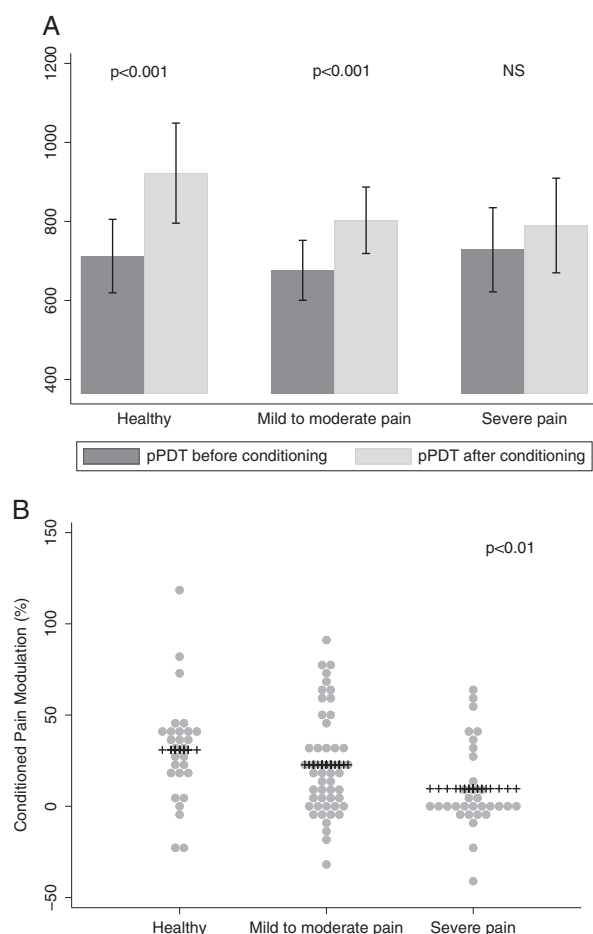 A
1200
1000
800
600
400
p<0.001 p<0.001 NS
Healthy Mild to moderate pain Severe pain
pPDT before conditioning pPDT after conditioning
B
Conditioned Pain Modulation (%)
150
100
50
0
−50
p<0.01
Healthy Mild to moderate pain Severe pain